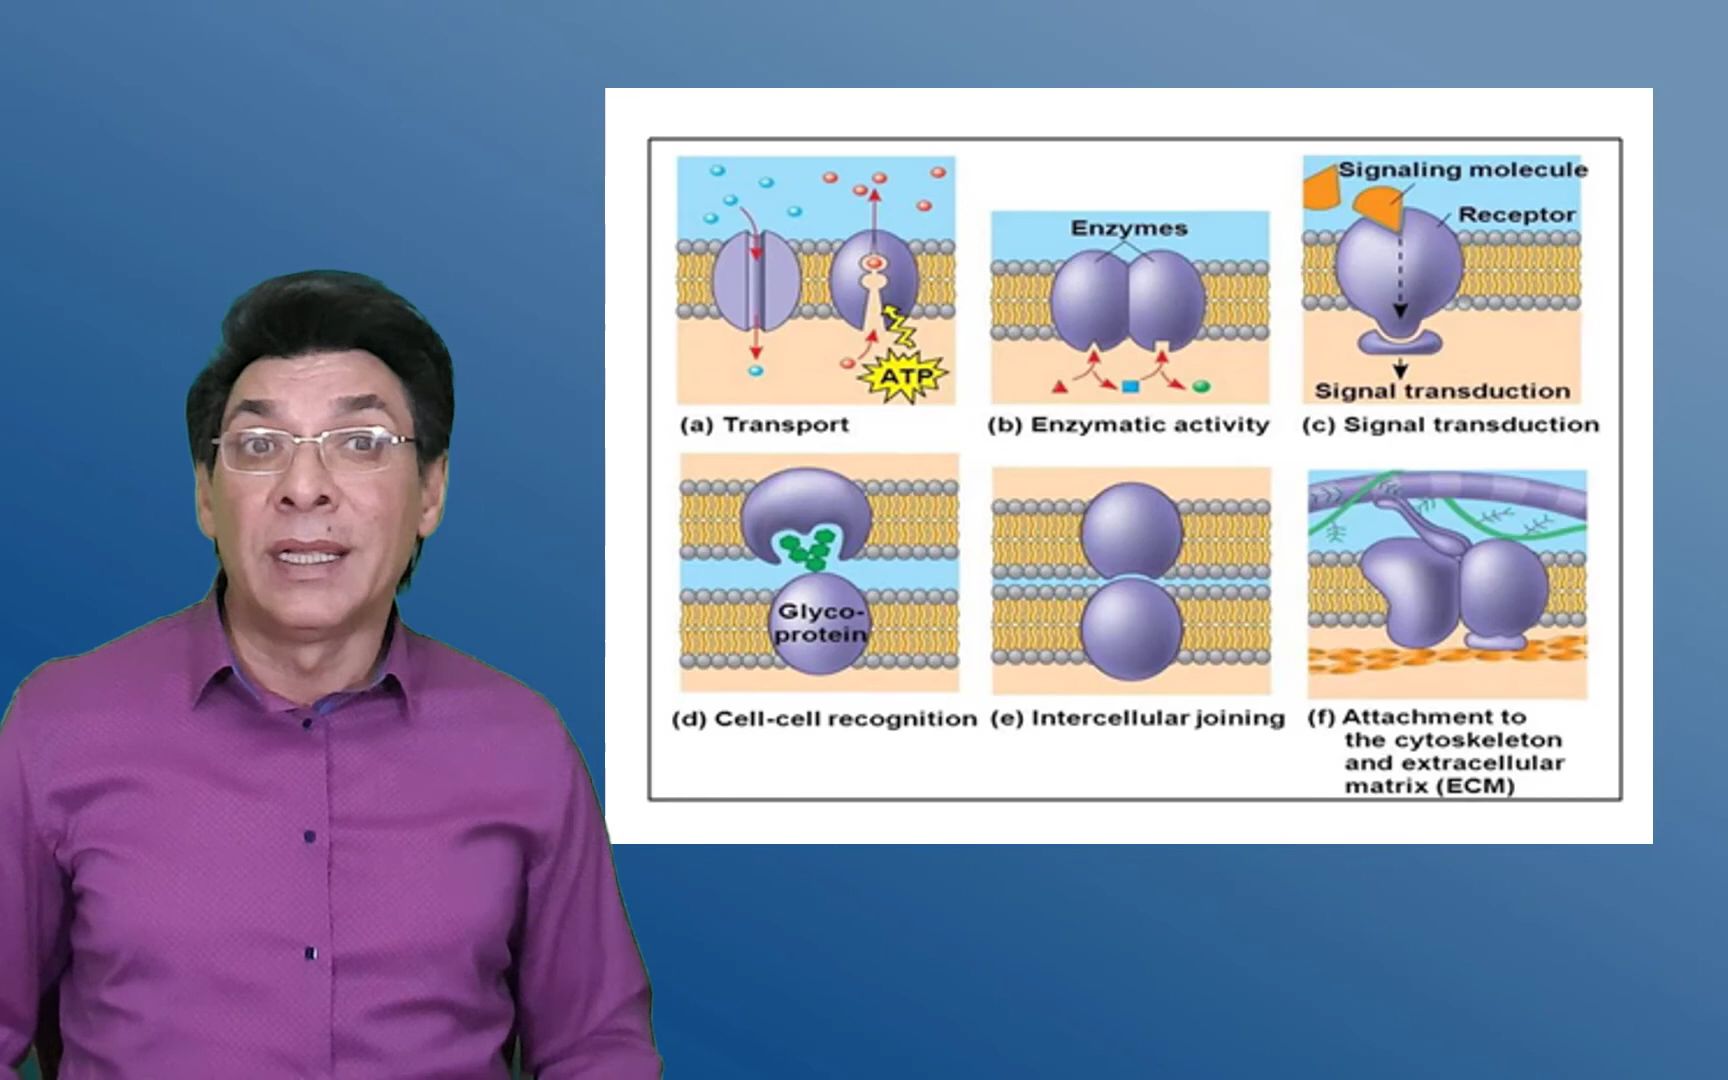 Signaling molecule
Receptor
Enzymes
ATP
Signal transduction
(a) Transport
(b) Enzymatic activity
(c) Signal transduction
Glyco-
protein
(d) Cell-cell recognition
(e) Intercellular joining
(f) Attachment to
the cytoskeleton
and extracellular
matrix (ECM)